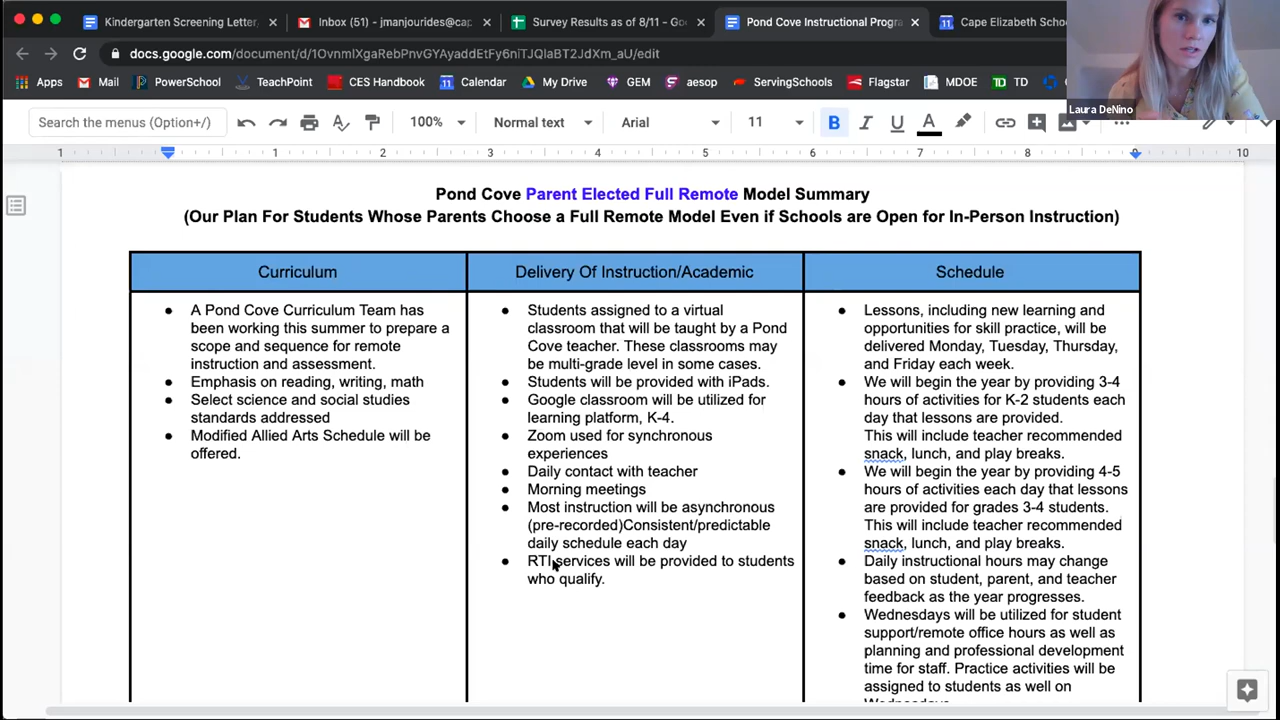 Kindergarten Screening Letter,
Inbox (51) - jmanjourides@cap
Survey Results as of 8/11 - Goo
Pond Cove Instructional Progra
Cape Elizabeth Schoo
docs.google.com/document/d/1OvnmlXgaRebPnvGYAyaddEtFy6niTJQlaBT2JdXm_aU/edit
Apps Mail PowerSchool TeachPoint CES Handbook Calendar My Drive GEM aesop ServingSchools Flagstar MDOE TD
Laura DeNino
Search the menus (Option+/) 100% Normal text Arial 11 B I U A
1 1 2 3 4 5 6 7 8 9 10
Pond Cove Parent Elected Full Remote Model Summary
(Our Plan For Students Whose Parents Choose a Full Remote Model Even if Schools are Open for In-Person Instruction)
Curriculum
● A Pond Cove Curriculum Team has
been working this summer to prepare a
scope and sequence for remote
instruction and assessment.
● Emphasis on reading, writing, math
● Select science and social studies
standards addressed
● Modified Allied Arts Schedule will be
offered.
Delivery Of Instruction/Academic
● Students assigned to a virtual
classroom that will be taught by a Pond
Cove teacher. These classrooms may
be multi-grade level in some cases.
● Students will be provided with iPads.
● Google classroom will be utilized for
learning platform, K-4.
● Zoom used for synchronous
experiences
● Daily contact with teacher
● Morning meetings
● Most instruction will be asynchronous
(pre-recorded)Consistent/predictable
daily schedule each day
● RTI services will be provided to students
who qualify.
Schedule
● Lessons, including new learning and
opportunities for skill practice, will be
delivered Monday, Tuesday, Thursday,
and Friday each week.
● We will begin the year by providing 3-4
hours of activities for K-2 students each
day that lessons are provided.
This will include teacher recommended
snack, lunch, and play breaks.
● We will begin the year by providing 4-5
hours of activities each day that lessons
are provided for grades 3-4 students.
This will include teacher recommended
snack, lunch, and play breaks.
● Daily instructional hours may change
based on student, parent, and teacher
feedback as the year progresses.
● Wednesdays will be utilized for student
support/remote office hours as well as
planning and professional development
time for staff. Practice activities will be
assigned to students as well on
Wednesdays